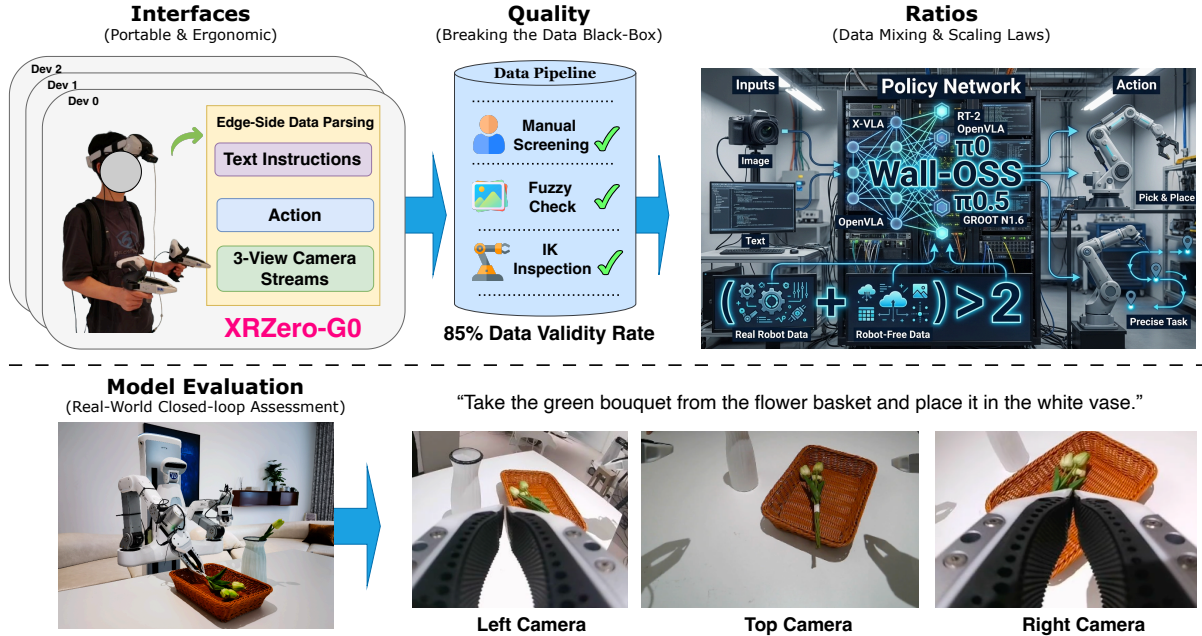 Interfaces
(Portable & Ergonomic)
Dev 2
Dev 1
Dev 0
Edge-Side Data Parsing
Text Instructions
Action
3-View Camera
Streams
XRZero-G0
Quality
(Breaking the Data Black-Box)
Data Pipeline
Manual
Screening
Fuzzy
Check
IK
Inspection
85% Data Validity Rate
Ratios
(Data Mixing & Scaling Laws)
Inputs
Policy Network
Action
X-VLA
RT-2
OpenVLA
π0
Image
Wall-OSS
π0.5
Pick & Place
GROOT N1.6
OpenVLA
Text
( + ) > 2
Real Robot Data
Robot-Free Data
Precise Task
Model Evaluation
(Real-World Closed-loop Assessment)
“Take the green bouquet from the flower basket and place it in the white vase.”
Left Camera
Top Camera
Right Camera